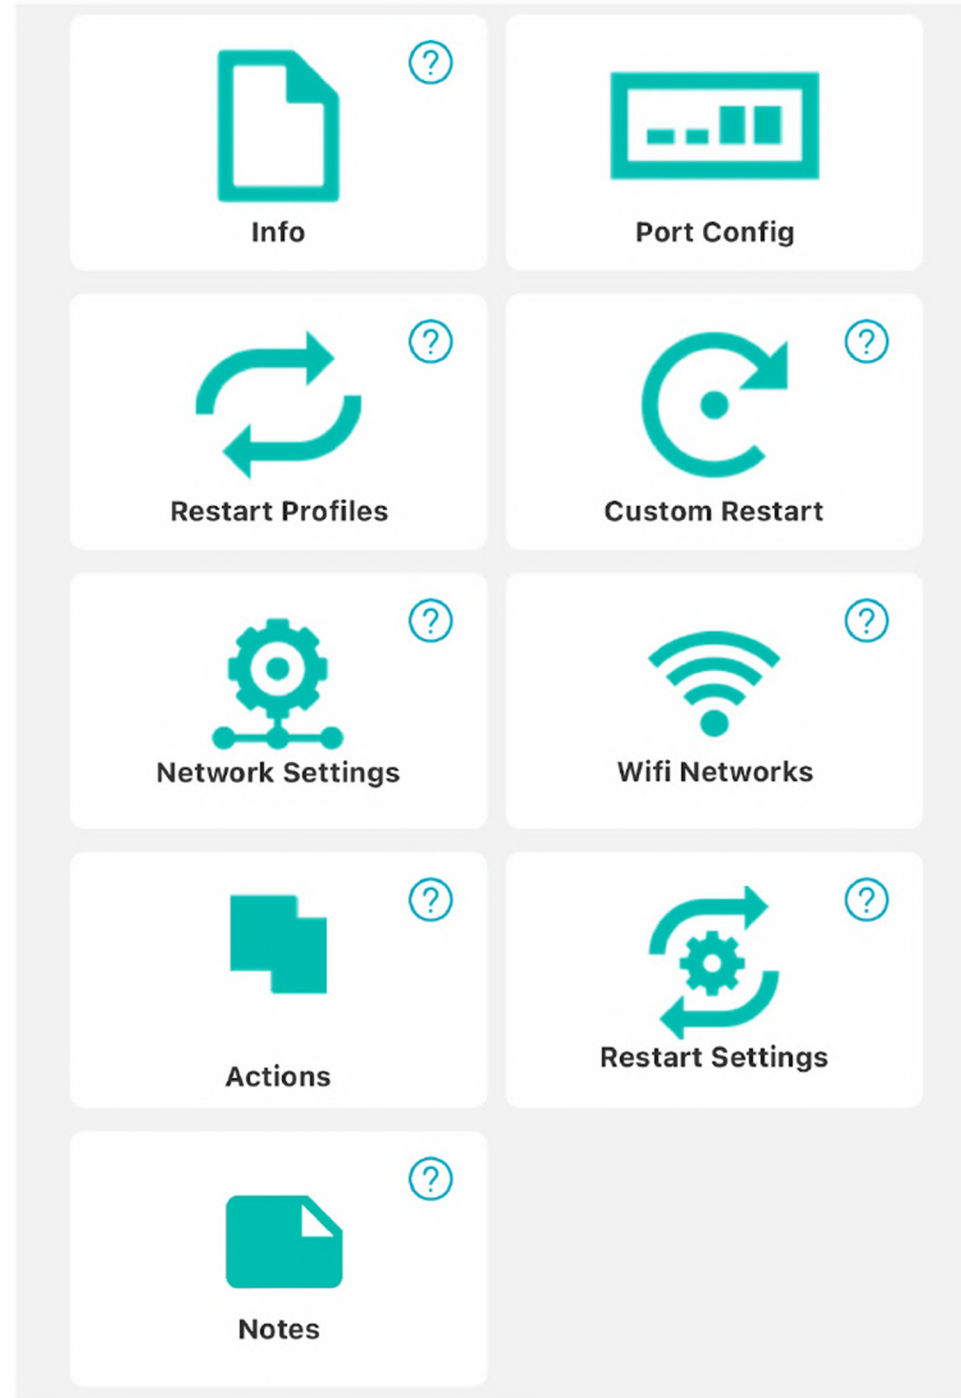 ?
Info
Port Config
?
Restart Profiles
?
Custom Restart
?
Network Settings
?
Wifi Networks
?
Actions
?
Restart Settings
?
Notes